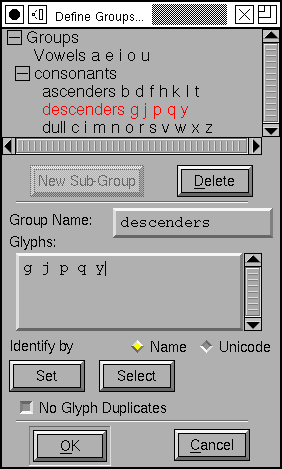 Define Groups...
Groups
Vowels a e i o u
consonants
ascenders b d f h k l t
descenders g j p q y
dull c i m n o r s v w x z
New Sub-Group
Delete
Group Name: descenders
Glyphs:
g j p q y
Identify by Name Unicode
Set Select
No Glyph Duplicates
OK Cancel